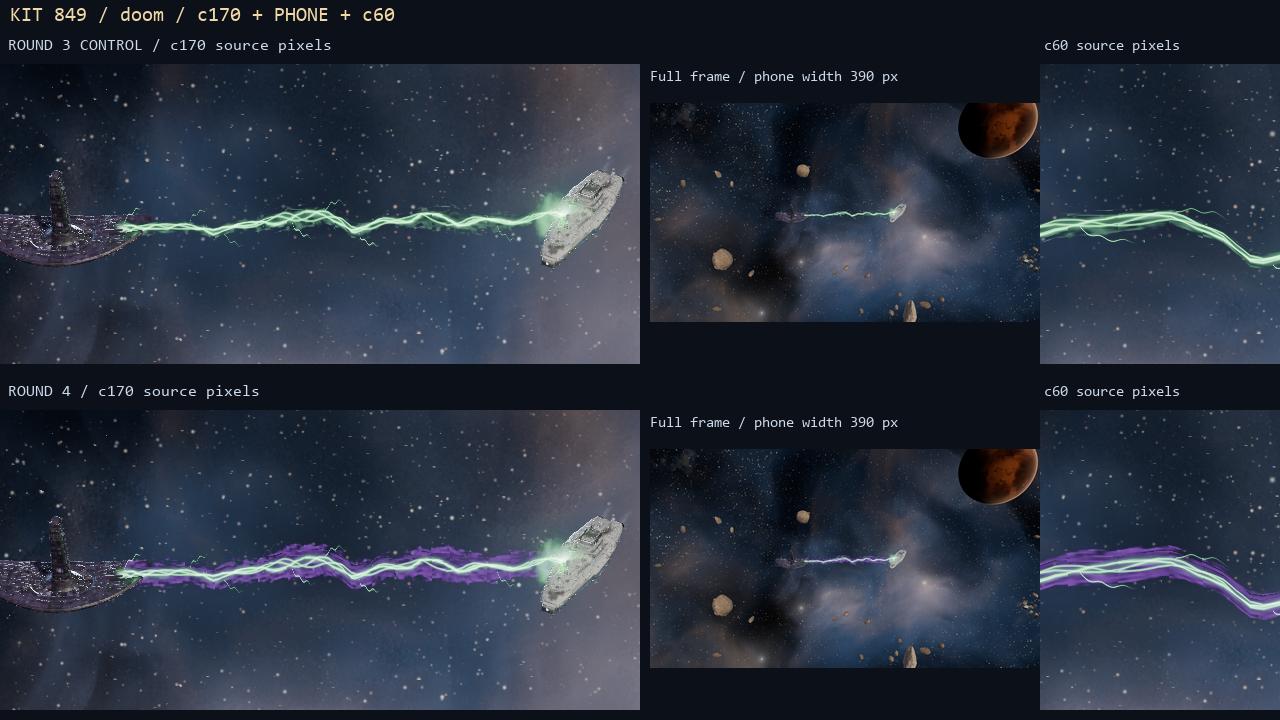 KIT 849 / doom / c170 + PHONE + c60
ROUND 3 CONTROL / c170 source pixels
Full frame / phone width 390 px
c60 source pixels
ROUND 4 / c170 source pixels
Full frame / phone width 390 px
c60 source pixels